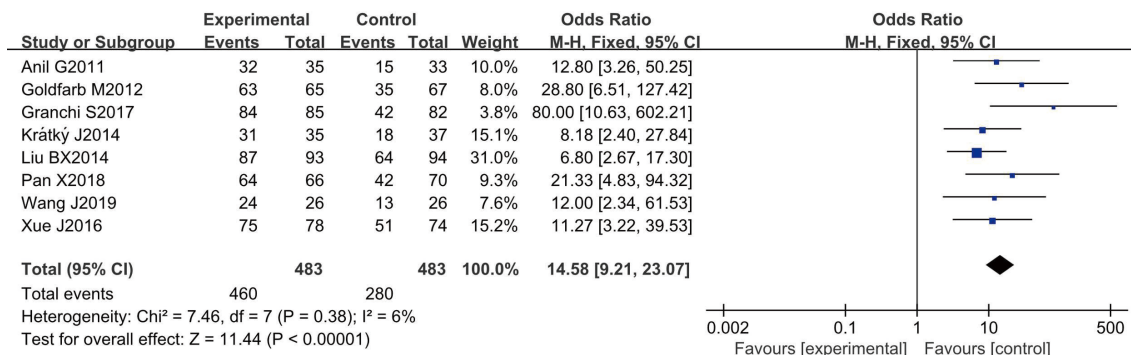 Experimental Control Odds Ratio Odds Ratio
Study or Subgroup Events Total Events Total Weight M-H, Fixed, 95% CI M-H, Fixed, 95% CI
Anil G2011 32 35 15 33 10.0% 12.80 [3.26, 50.25]
Goldfarb M2012 63 65 35 67 8.0% 28.80 [6.51, 127.42]
Granchi S2017 84 85 42 82 3.8% 80.00 [10.63, 602.21]
Krátký J2014 31 35 18 37 15.1% 8.18 [2.40, 27.84]
Liu BX2014 87 93 64 94 31.0% 6.80 [2.67, 17.30]
Pan X2018 64 66 42 70 9.3% 21.33 [4.83, 94.32]
Wang J2019 24 26 13 26 7.6% 12.00 [2.34, 61.53]
Xue J2016 75 78 51 74 15.2% 11.27 [3.22, 39.53]
Total (95% CI) 483 483 100.0% 14.58 [9.21, 23.07]
Total events 460 280
Heterogeneity: Chi² = 7.46, df = 7 (P = 0.38); I² = 6%
Test for overall effect: Z = 11.44 (P < 0.00001)
0.002 0.1 1 10 500
Favours [experimental] Favours [control]